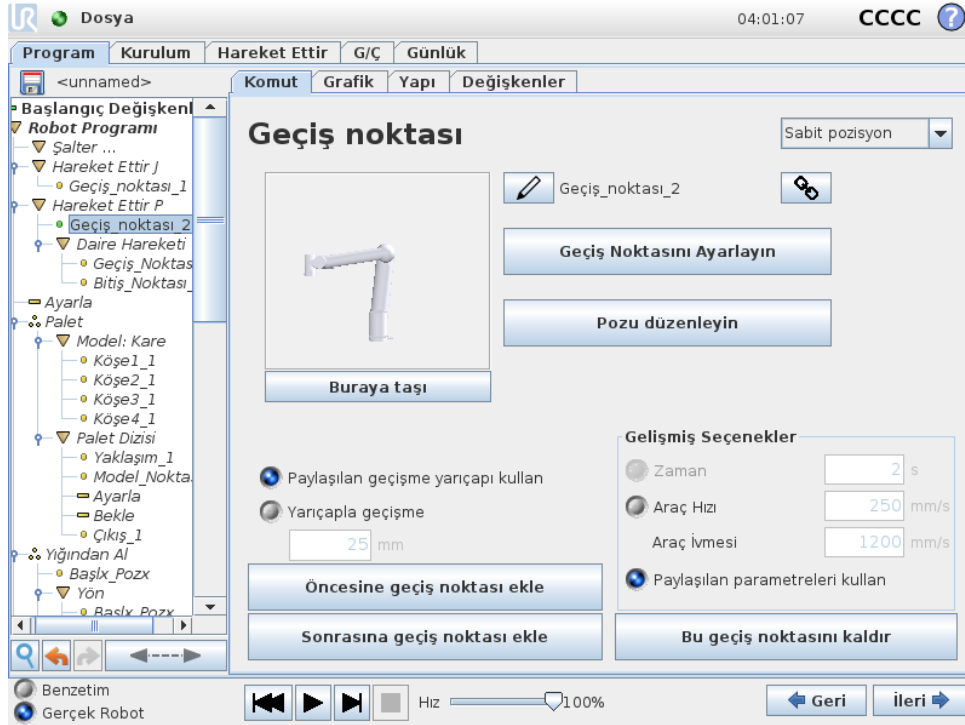 UR Dosya 04:01:07 CCCC ?
Program Kurulum Hareket Ettir G/Ç Günlük
<unnamed> Komut Grafik Yapı Değişkenler
Başlangıç Değişkenl
Robot Programı
Şalter ...
Hareket Ettir J
Geçiş_noktası_1
Hareket Ettir P
Geçiş_noktası_2
Daire Hareketi
Geçiş_Noktas
Bitiş_Noktası_
Ayarla
Palet
Model: Kare
Köşe1_1
Köşe2_1
Köşe3_1
Köşe4_1
Palet Dizisi
Yaklaşım_1
Model_Nokta
Ayarla
Bekle
Çıkış_1
Yığından Al
Başlx_Pozx
Yön
Başlx_Pozx
Geçiş noktası
Sabit pozisyon
Geçiş_noktası_2
Geçiş Noktasını Ayarlayın
Pozu düzenleyin
Buraya taşı
Paylaşılan geçişme yarıçapı kullan
Yarıçapla geçişme
25 mm
Gelişmiş Seçenekler
Zaman 2 s
Araç Hızı 250 mm/s
Araç İvmesi 1200 mm/s
Paylaşılan parametreleri kullan
Öncesine geçiş noktası ekle
Sonrasına geçiş noktası ekle
Bu geçiş noktasını kaldır
Benzetim
Gerçek Robot
Hız 100%
Geri İleri